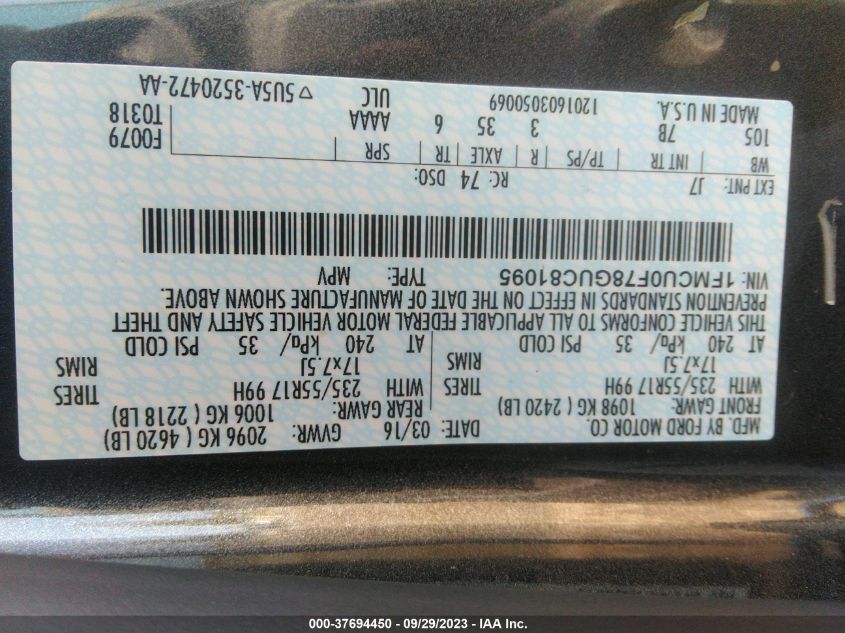 MFD. BY FORD MOTOR CO.
DATE: 03/16 GVWR: 2096 KG ( 4620 LB)
FRONT GAWR: 1098 KG ( 2420 LB) REAR GAWR: 1006 KG ( 2218 LB)
WITH 235/55R17 99H TIRES WITH 235/55R17 99H TIRES
17x7.5J RIMS 17x7.5J RIMS
AT 240 kPa/ 35 PSI COLD AT 240 kPa/ 35 PSI COLD
THIS VEHICLE CONFORMS TO ALL APPLICABLE FEDERAL MOTOR VEHICLE SAFETY AND THEFT
PREVENTION STANDARDS IN EFFECT ON THE DATE OF MANUFACTURE SHOWN ABOVE.
VIN: 1FMCU0F78GUC81095 TYPE: MPV
EXT PNT: J7 RC: 74 DSO:
WB INT TR TP/PS R AXLE TR SPR F0079
105 7B 3 35 6 AAAA T0318
MADE IN U.S.A. 1201603050069 ULC ▽5U5A-3520472-AA
000-37694450 - 09/29/2023 - IAA Inc.